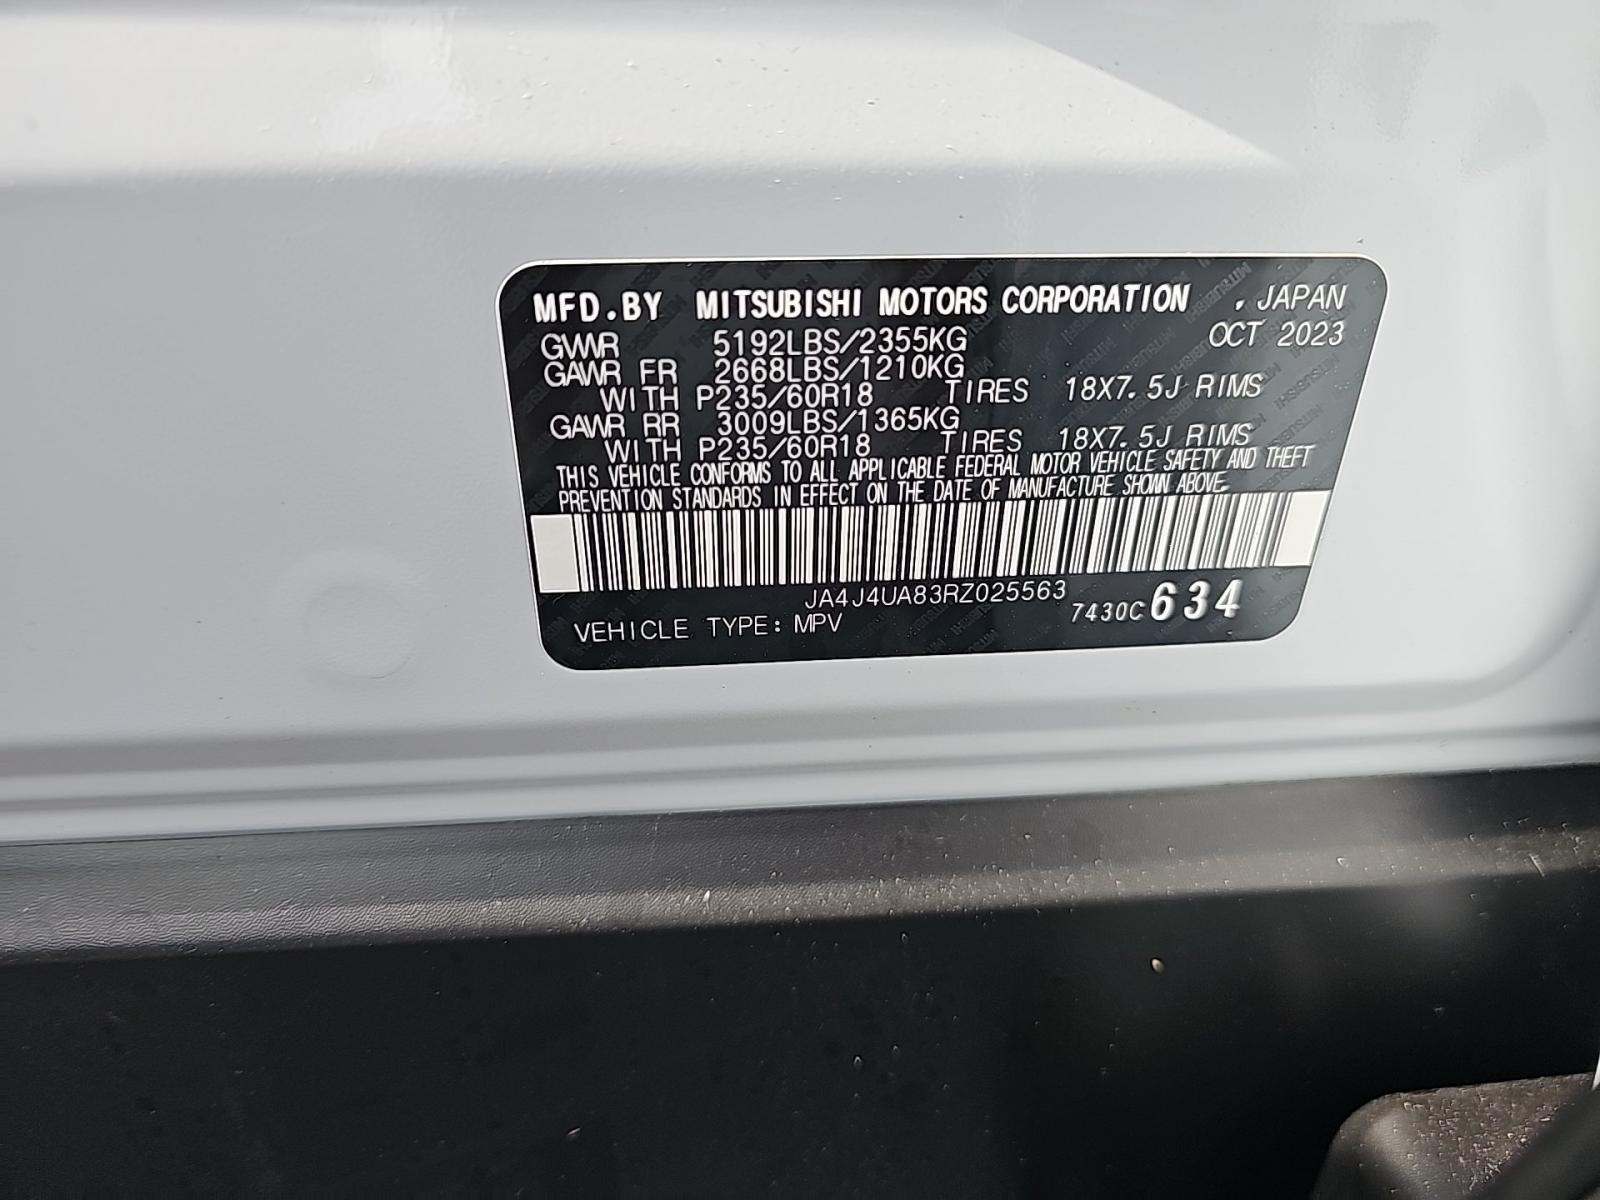 MFD.BY MITSUBISHI MOTORS CORPORATION , JAPAN
GVWR 5192LBS/2355KG OCT 2023
GAWR FR 2668LBS/1210KG
WITH P235/60R18 TIRES 18X7.5J RIMS
GAWR RR 3009LBS/1365KG
WITH P235/60R18 TIRES 18X7.5J RIMS
THIS VEHICLE CONFORMS TO ALL APPLICABLE FEDERAL MOTOR VEHICLE SAFETY AND THEFT
PREVENTION STANDARDS IN EFFECT ON THE DATE OF MANUFACTURE SHOWN ABOVE.
JA4J4UA83RZ025563
VEHICLE TYPE: MPV 7430C 634